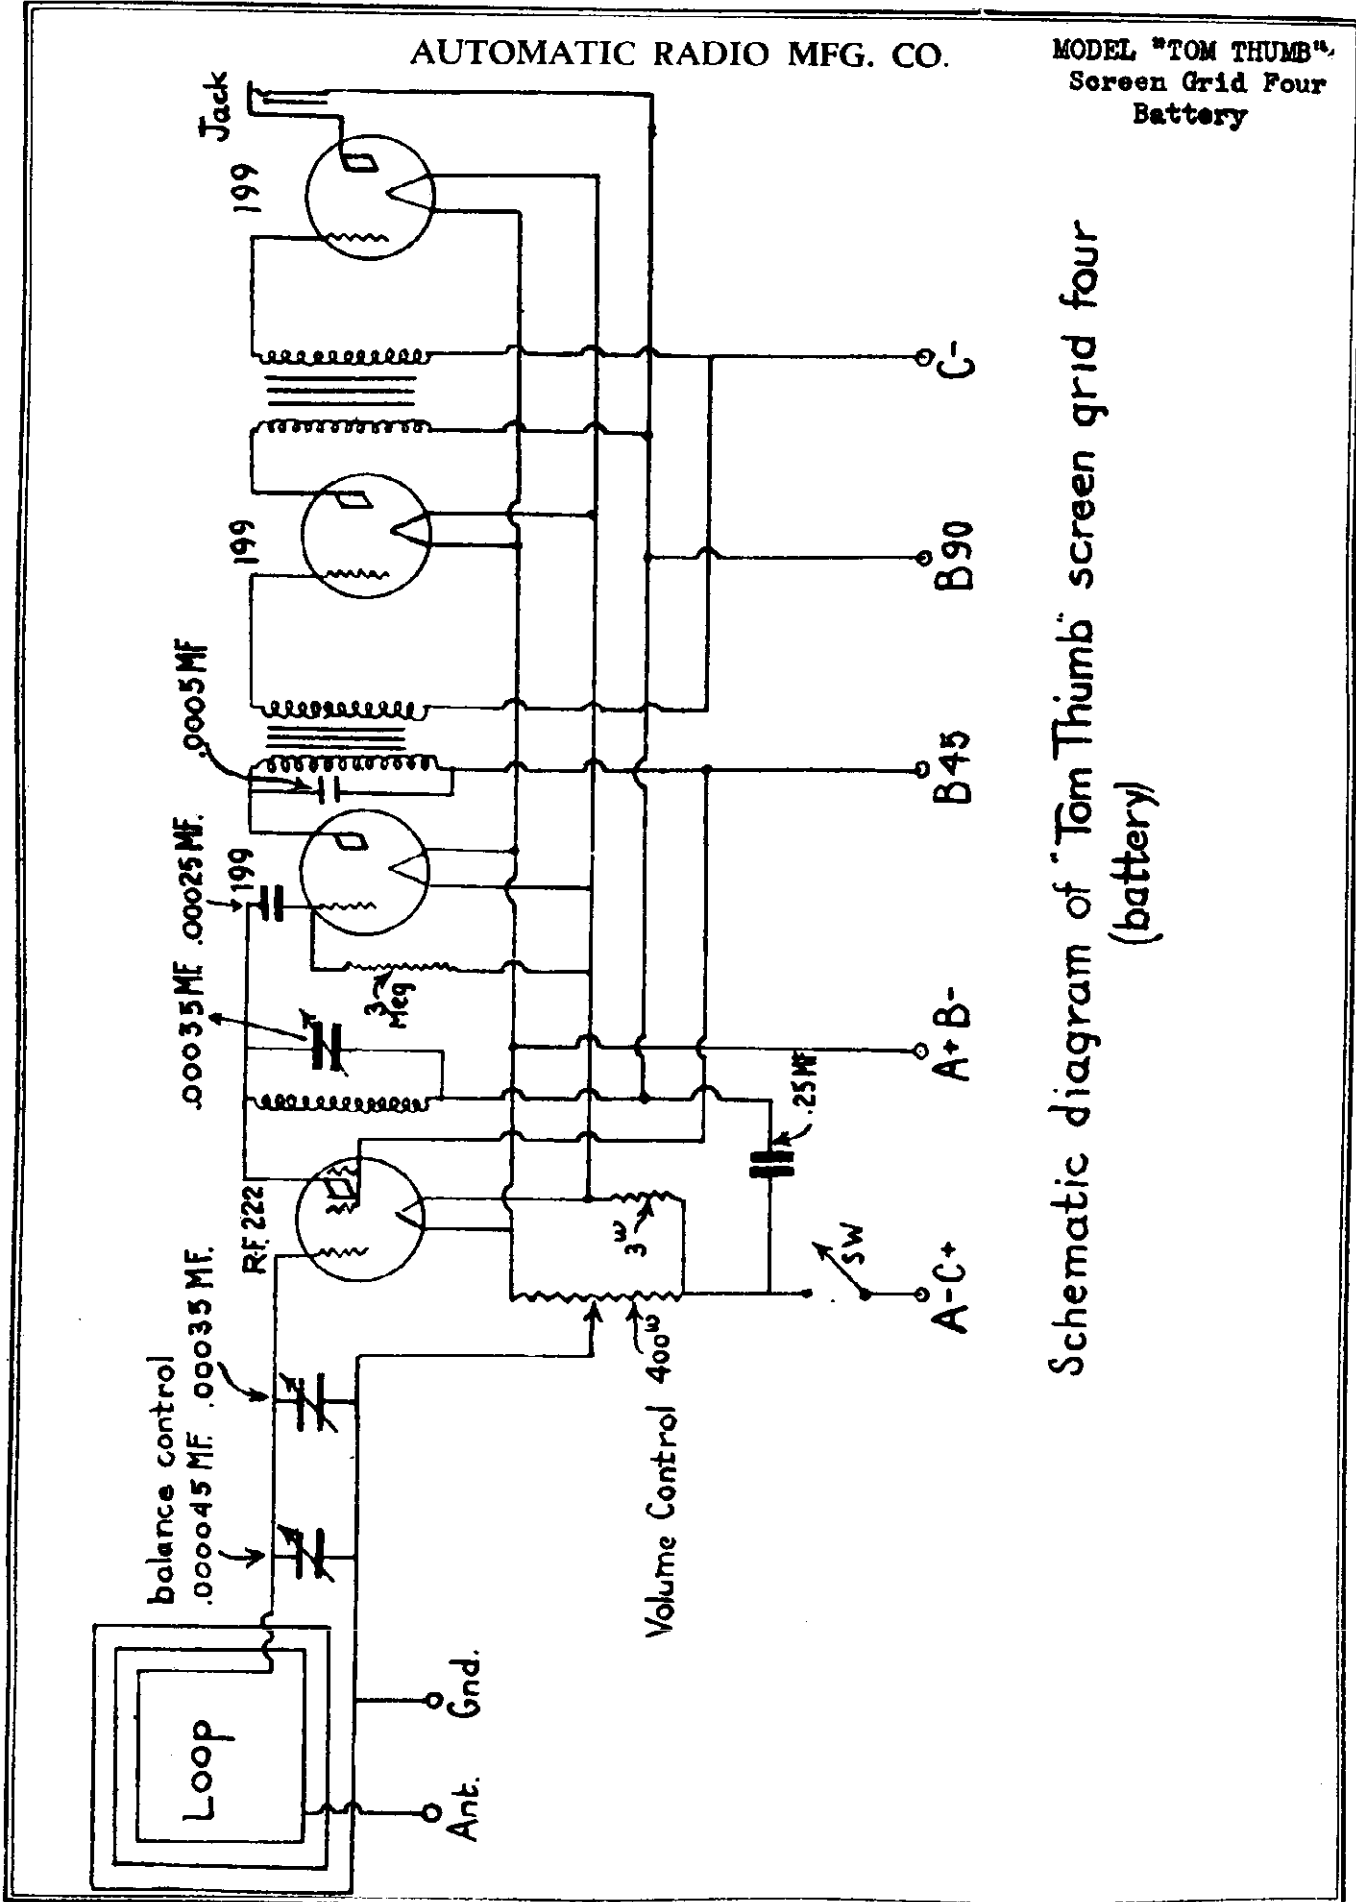 AUTOMATIC RADIO MFG. CO.
MODEL "TOM THUMB"
Screen Grid Four
Battery
Loop
Ant.
Gnd.
balance control
.000045 MF. .00035 MF.
R.F. 222
.00035 MF. .00025 MF.
199
.0005 MF
199
199
Jack
3
Meg
Volume Control 400 ω
3 ω
SW
.25 MF
A-C+
A+B-
B45
B90
C-
Schematic diagram of "Tom Thumb" screen grid four
(battery)